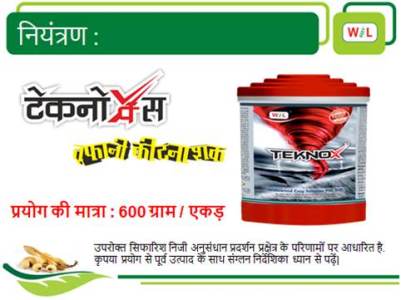 नियंत्रण :
WiL
टेकनोक्स
तूफानी कीटनाशक
WiL
TEKNOX
प्रयोग की मात्रा : 600 ग्राम / एकड़
उपरोक्त सिफारिश निजी अनुसंधान प्रदर्शन प्रक्षेत्र के परिणामों पर आधारित है.
कृपया प्रयोग से पूर्व उत्पाद के साथ संलग्न निर्देशिका ध्यान से पढ़ें|